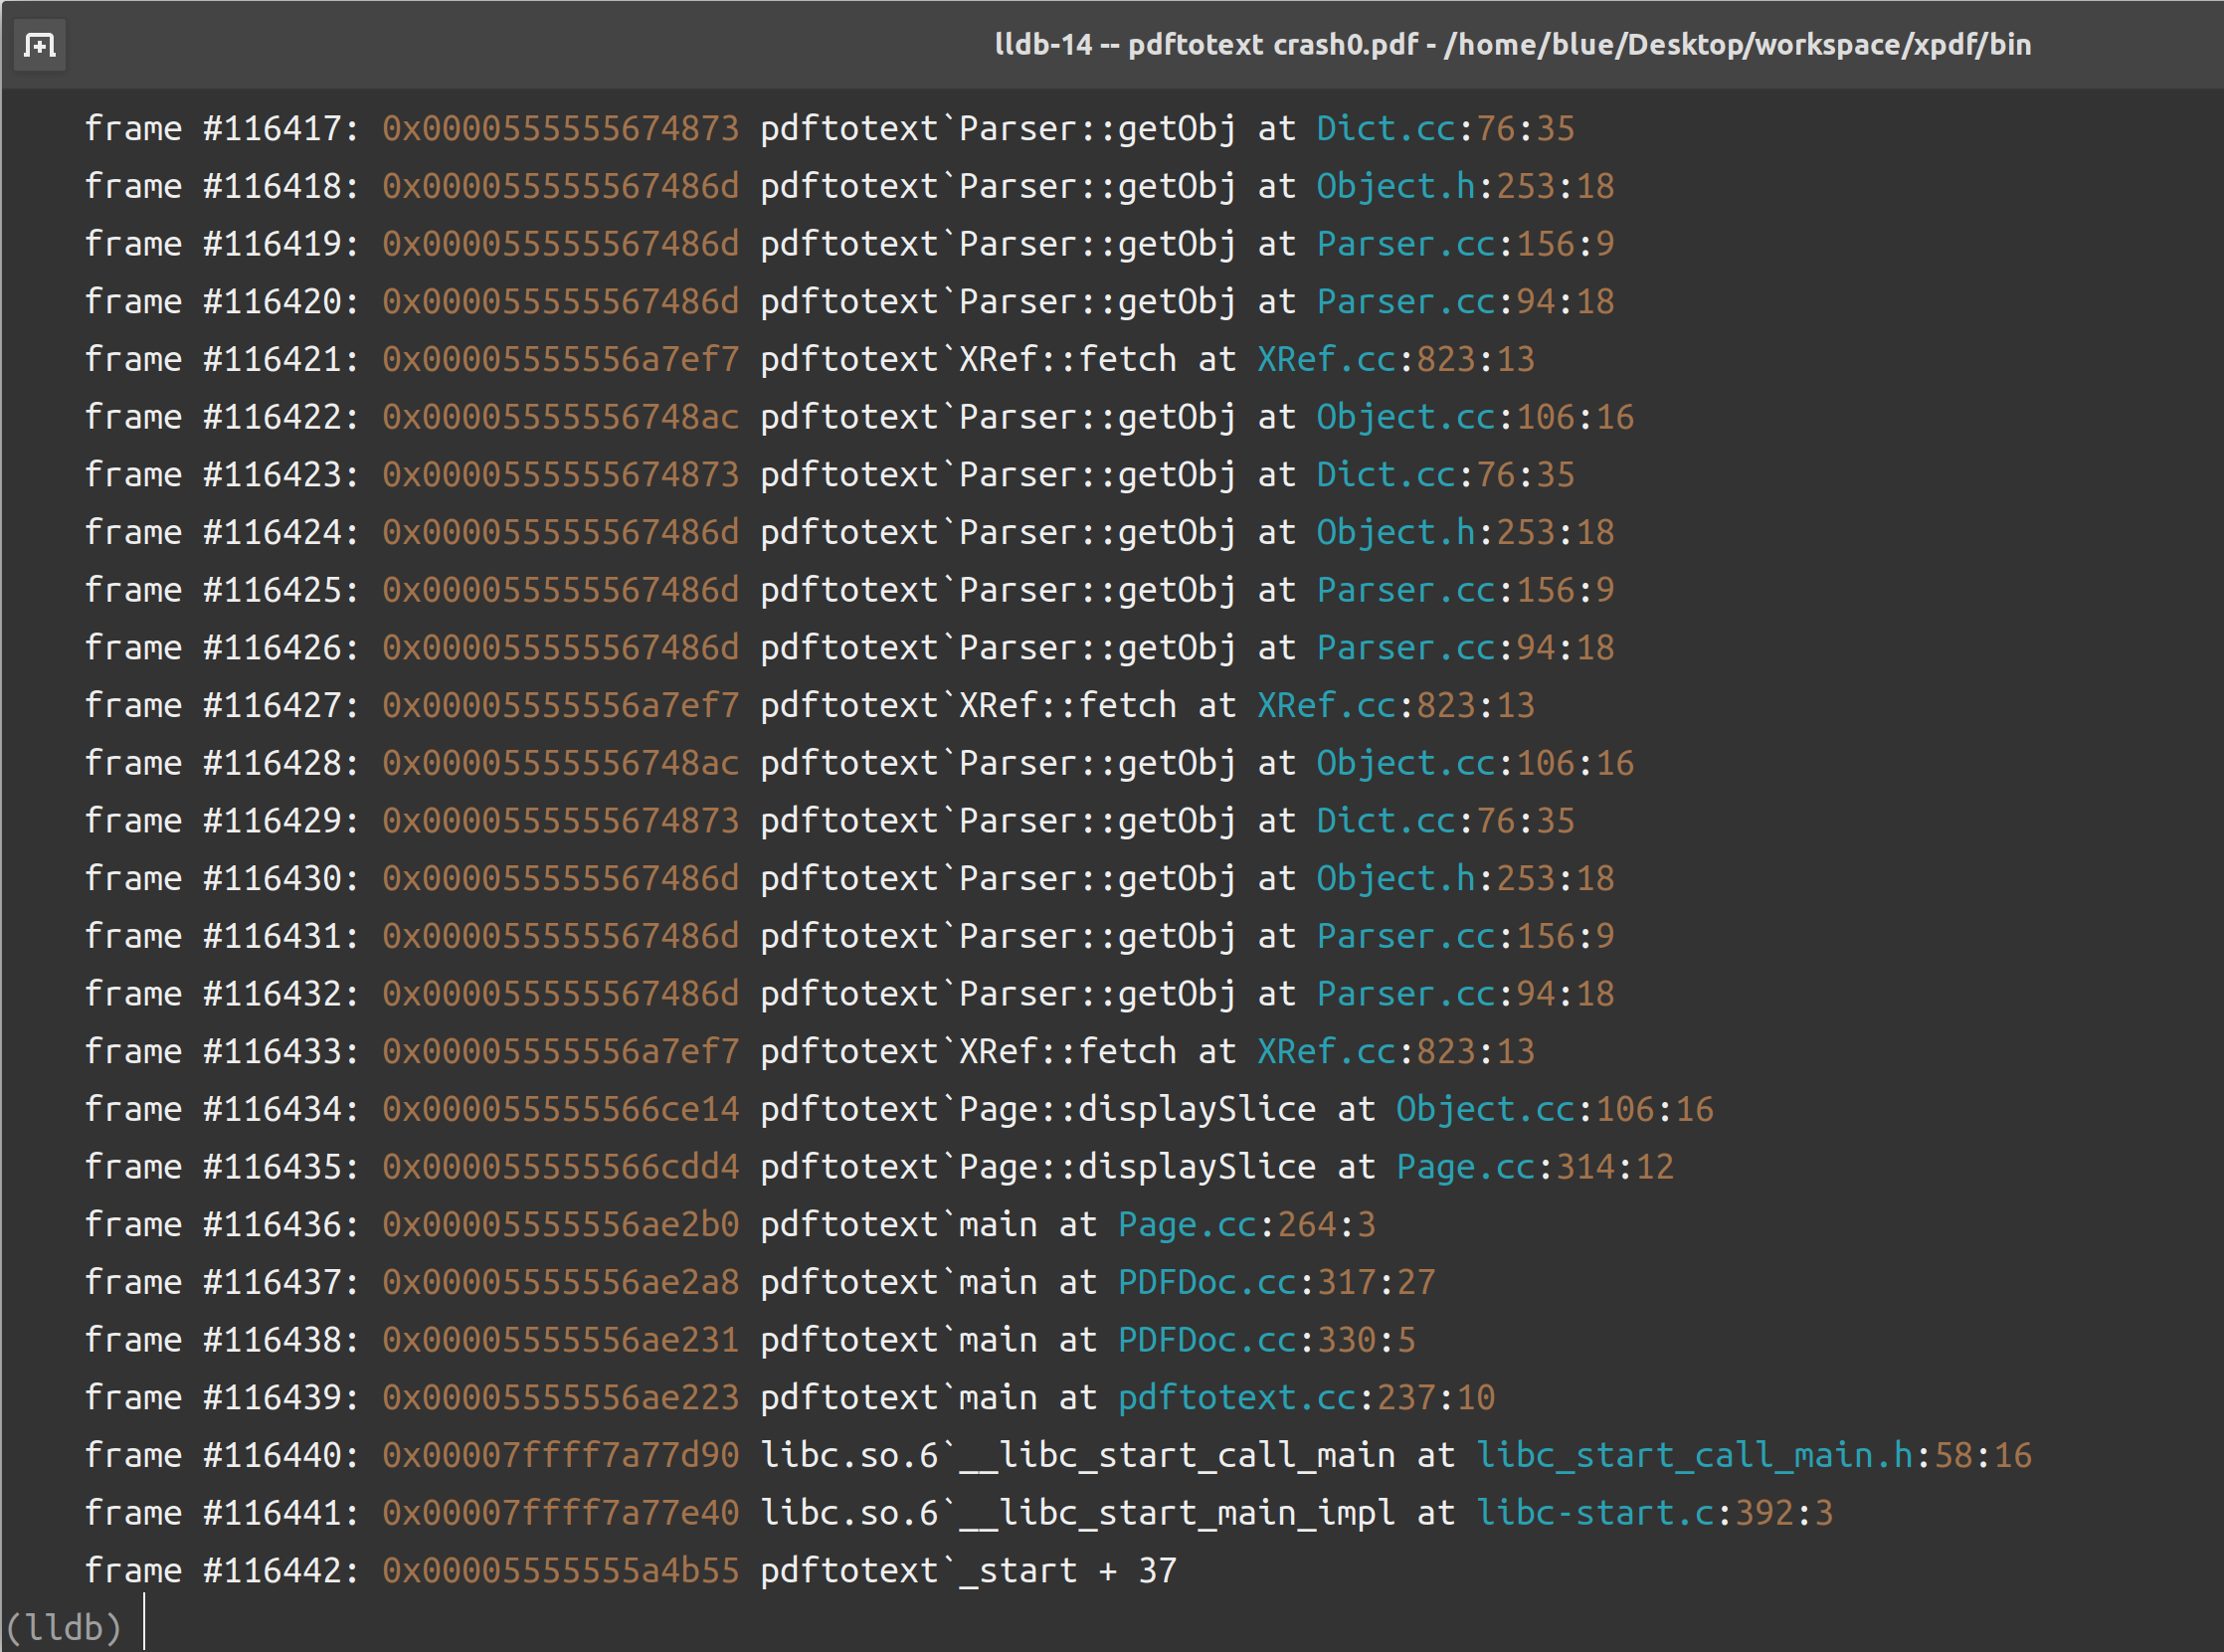 lldb-14 -- pdftotext crash0.pdf - /home/blue/Desktop/workspace/xpdf/bin
frame #116417: 0x0000555555674873 pdftotext`Parser::getObj at Dict.cc:76:35
frame #116418: 0x000055555567486d pdftotext`Parser::getObj at Object.h:253:18
frame #116419: 0x000055555567486d pdftotext`Parser::getObj at Parser.cc:156:9
frame #116420: 0x000055555567486d pdftotext`Parser::getObj at Parser.cc:94:18
frame #116421: 0x00005555556a7ef7 pdftotext`XRef::fetch at XRef.cc:823:13
frame #116422: 0x00005555556748ac pdftotext`Parser::getObj at Object.cc:106:16
frame #116423: 0x0000555555674873 pdftotext`Parser::getObj at Dict.cc:76:35
frame #116424: 0x000055555567486d pdftotext`Parser::getObj at Object.h:253:18
frame #116425: 0x000055555567486d pdftotext`Parser::getObj at Parser.cc:156:9
frame #116426: 0x000055555567486d pdftotext`Parser::getObj at Parser.cc:94:18
frame #116427: 0x00005555556a7ef7 pdftotext`XRef::fetch at XRef.cc:823:13
frame #116428: 0x00005555556748ac pdftotext`Parser::getObj at Object.cc:106:16
frame #116429: 0x0000555555674873 pdftotext`Parser::getObj at Dict.cc:76:35
frame #116430: 0x000055555567486d pdftotext`Parser::getObj at Object.h:253:18
frame #116431: 0x000055555567486d pdftotext`Parser::getObj at Parser.cc:156:9
frame #116432: 0x000055555567486d pdftotext`Parser::getObj at Parser.cc:94:18
frame #116433: 0x00005555556a7ef7 pdftotext`XRef::fetch at XRef.cc:823:13
frame #116434: 0x000055555566ce14 pdftotext`Page::displaySlice at Object.cc:106:16
frame #116435: 0x000055555566cdd4 pdftotext`Page::displaySlice at Page.cc:314:12
frame #116436: 0x00005555556ae2b0 pdftotext`main at Page.cc:264:3
frame #116437: 0x00005555556ae2a8 pdftotext`main at PDFDoc.cc:317:27
frame #116438: 0x00005555556ae231 pdftotext`main at PDFDoc.cc:330:5
frame #116439: 0x00005555556ae223 pdftotext`main at pdftotext.cc:237:10
frame #116440: 0x00007ffff7a77d90 libc.so.6`__libc_start_call_main at libc_start_call_main.h:58:16
frame #116441: 0x00007ffff7a77e40 libc.so.6`__libc_start_main_impl at libc-start.c:392:3
frame #116442: 0x00005555555a4b55 pdftotext`_start + 37
(lldb)